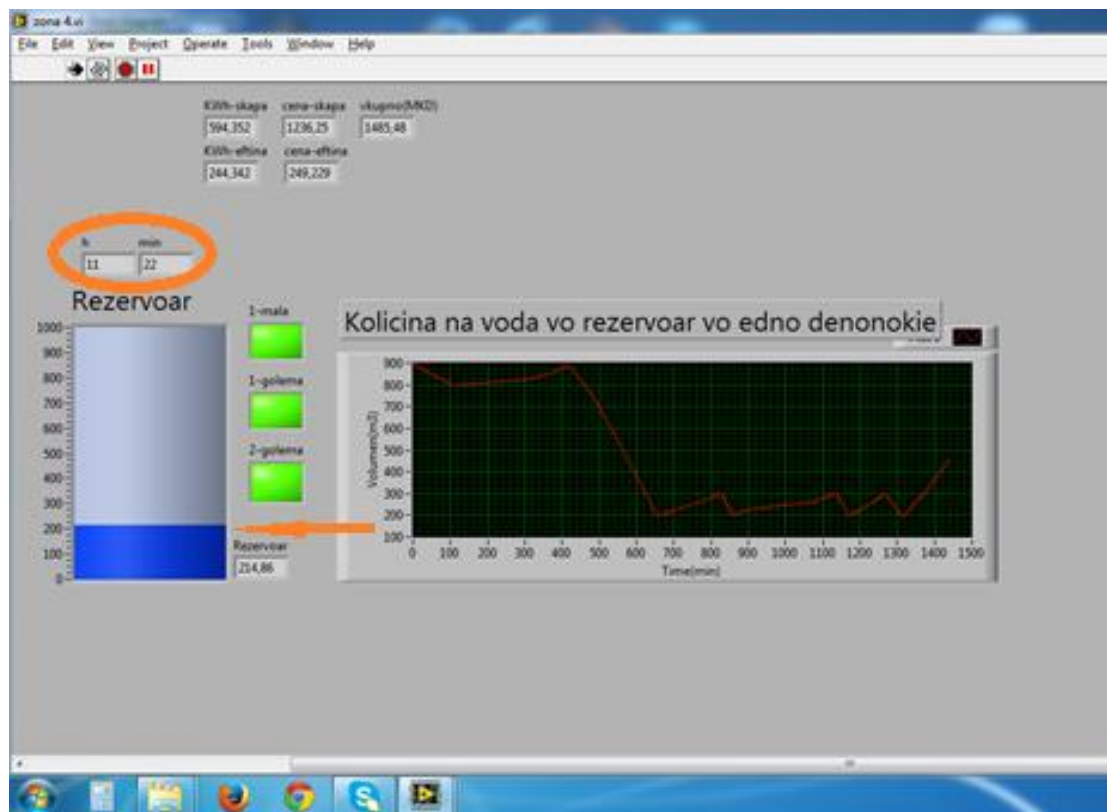 zona 4.vi
File Edit View Project Operate Tools Window Help
KWh-skapa cena-skapa vkupno(MKD)
594,352 1236,25 1485,48
KWh-eftina cena-eftina
244,342 249,229
h min
11 22
Rezervoar
1-mala
1-golema
2-golema
Rezervoar
214,86
1000
900
800
700
600
500
400
300
200
100
0
Kolicina na voda vo rezervoar vo edno denonokie
Volumen(m3)
900
800
700
600
500
400
300
200
100
0 100 200 300 400 500 600 700 800 900 1000 1100 1200 1300 1400 1500
Time(min)